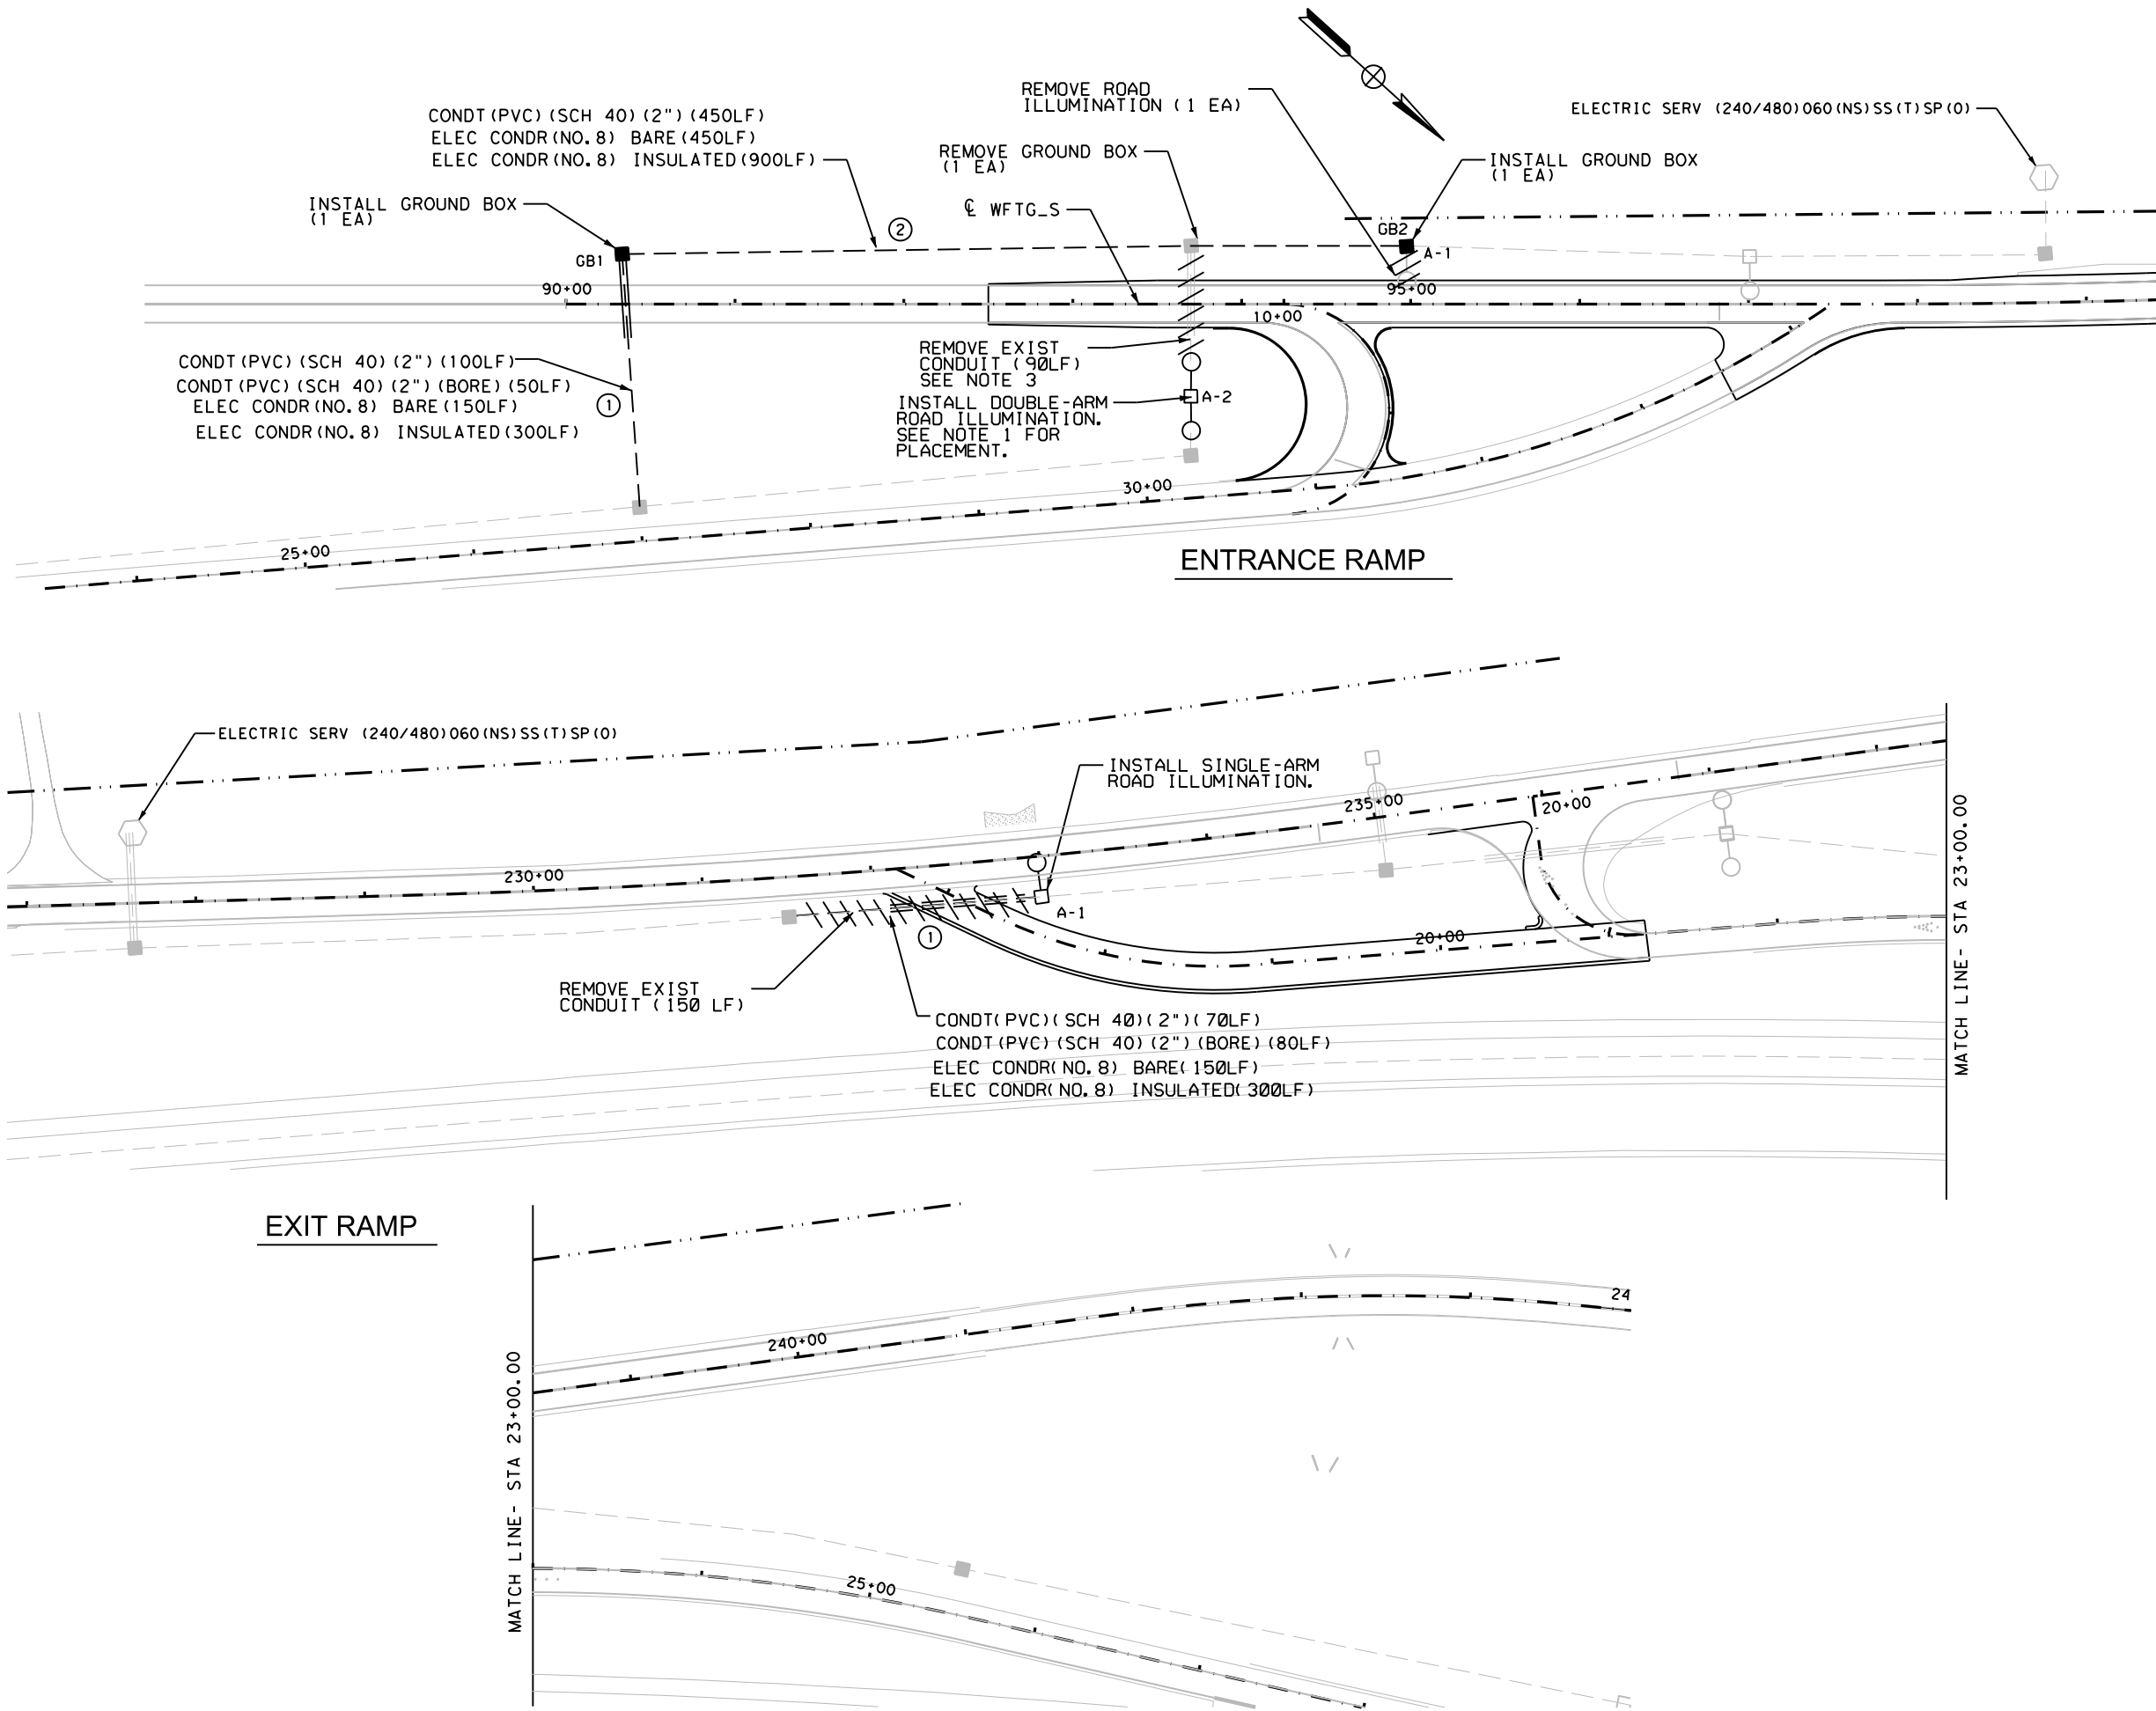 REMOVE ROAD
ILLUMINATION (1 EA)
ELECTRIC SERV (240/480)060(NS)SS(T)SP(O)
CONDT(PVC)(SCH 40)(2")(450LF)
ELEC CONDR(NO.8) BARE(450LF)
ELEC CONDR(NO.8) INSULATED(900LF)
REMOVE GROUND BOX
(1 EA)
INSTALL GROUND BOX
(1 EA)
INSTALL GROUND BOX
(1 EA)
℄ WFTG_S
2
GB2
A-1
GB1
90+00
95+00
10+00
CONDT(PVC)(SCH 40)(2")(100LF)
CONDT(PVC)(SCH 40)(2")(BORE)(50LF)
ELEC CONDR(NO.8) BARE(150LF)
ELEC CONDR(NO.8) INSULATED(300LF)
1
REMOVE EXIST
CONDUIT (90LF)
SEE NOTE 3
INSTALL DOUBLE-ARM
ROAD ILLUMINATION.
SEE NOTE 1 FOR
PLACEMENT.
A-2
30+00
25+00
ENTRANCE RAMP
ELECTRIC SERV (240/480)060(NS)SS(T)SP(O)
INSTALL SINGLE-ARM
ROAD ILLUMINATION.
235+00
20+00
230+00
A-1
1
20+00
REMOVE EXIST
CONDUIT (150 LF)
CONDT(PVC)(SCH 40)(2")(70LF)
CONDT(PVC)(SCH 40)(2")(BORE)(80LF)
ELEC CONDR(NO.8) BARE(150LF)
ELEC CONDR(NO.8) INSULATED(300LF)
MATCH LINE- STA 23+00.00
EXIT RAMP
24
240+00
MATCH LINE- STA 23+00.00
25+00